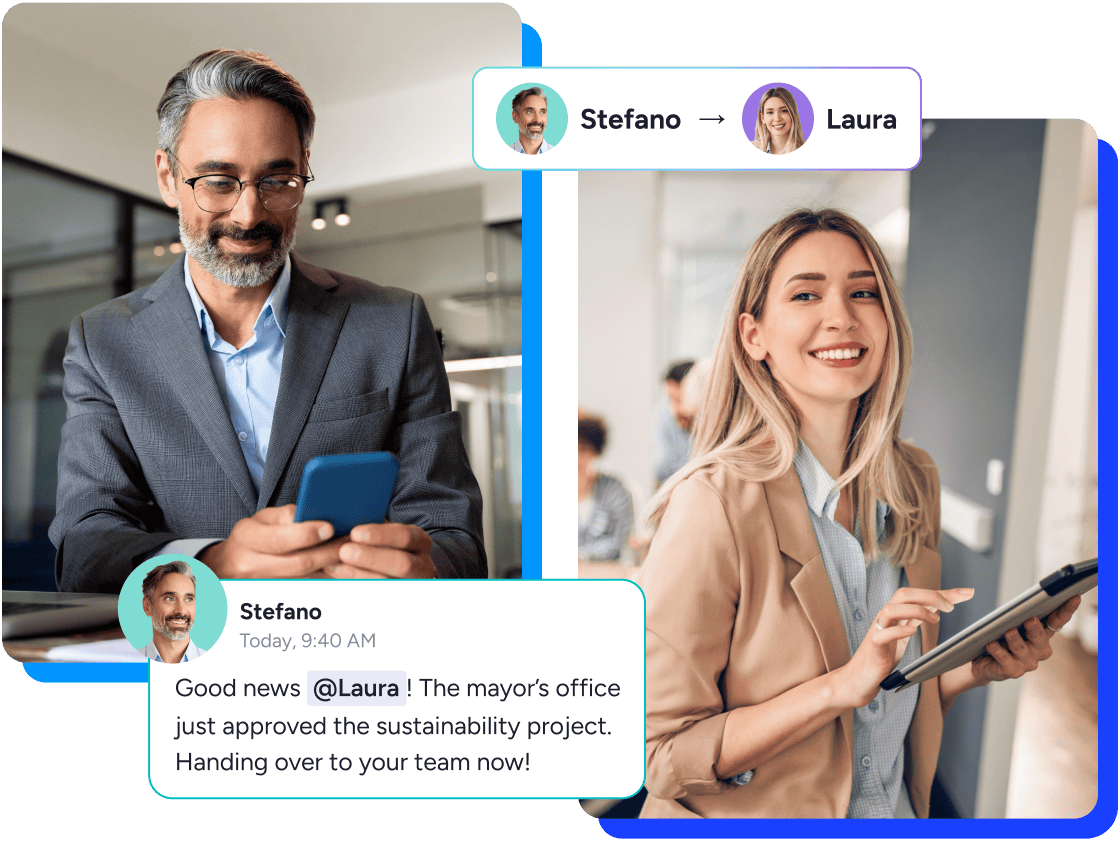 Stefano → Laura
Stefano
Today, 9:40 AM
Good news @Laura! The mayor’s office
just approved the sustainability project.
Handing over to your team now!